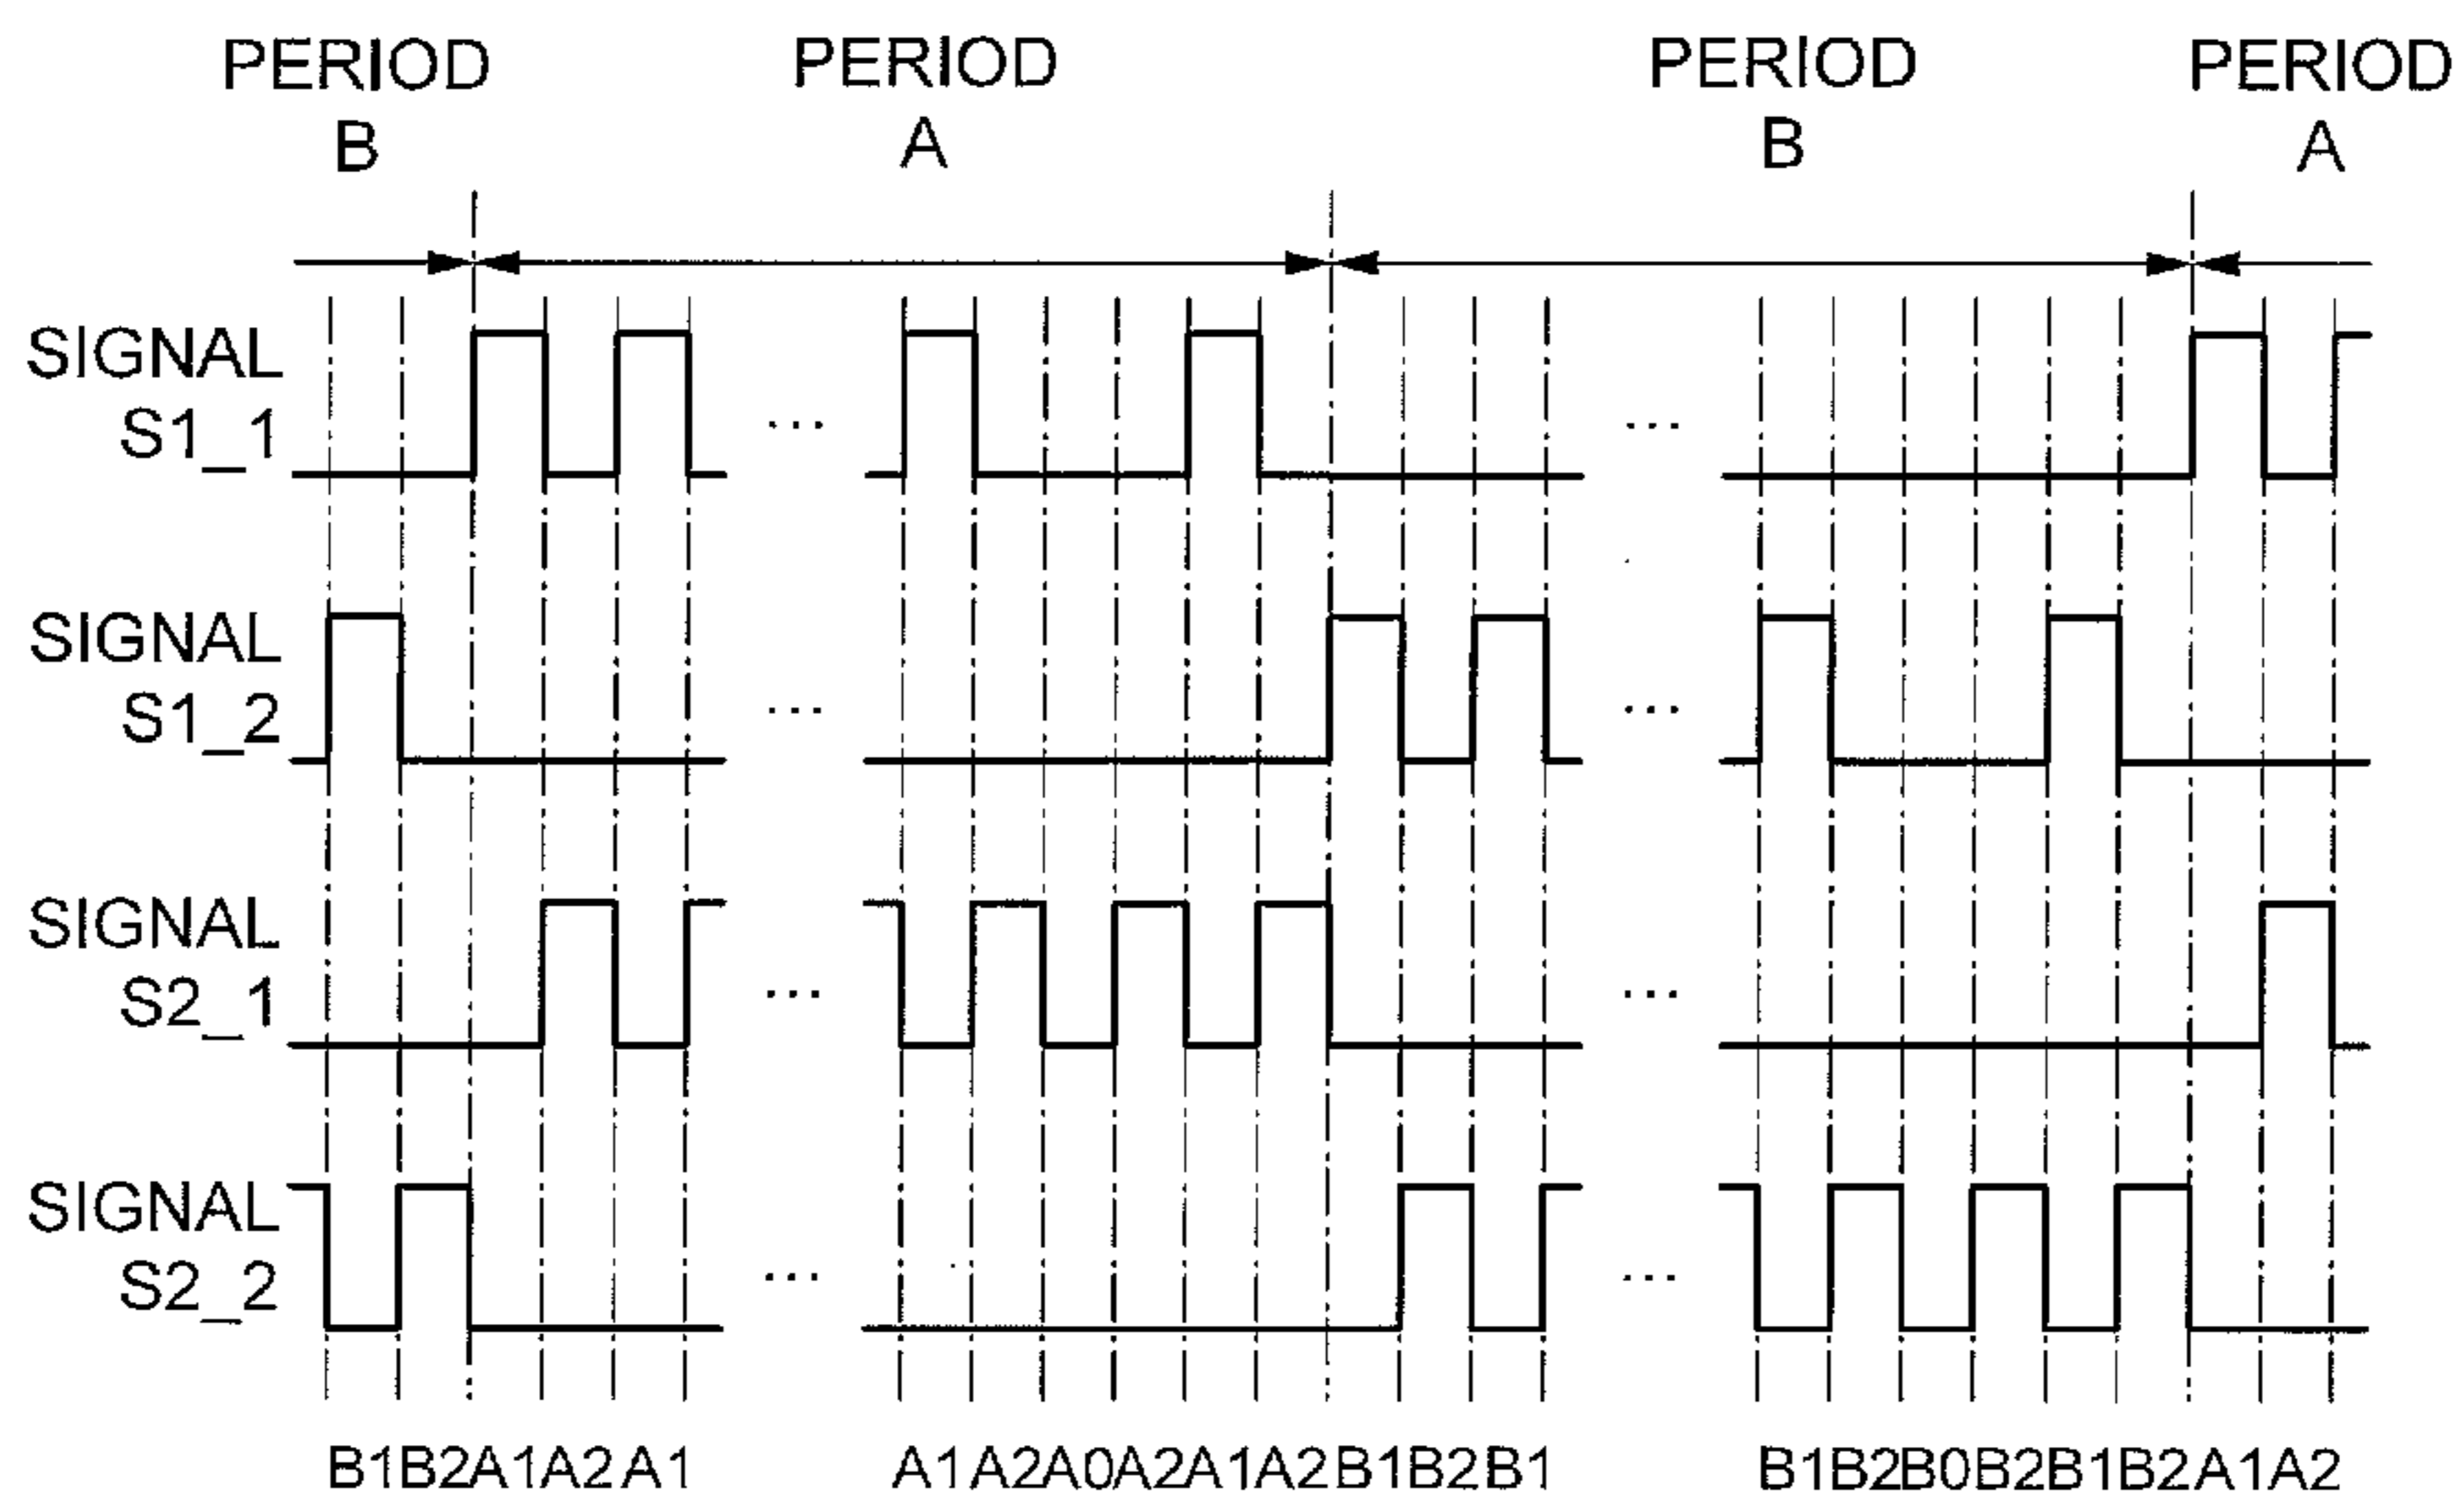 PERIOD PERIOD PERIOD PERIOD
B A B A
SIGNAL
S1_1 ... ...
SIGNAL
S1_2 ... ...
SIGNAL
S2_1 ... ...
SIGNAL
S2_2 ... ...
B1B2A1A2A1 A1A2A0A2A1A2B1B2B1 B1B2B0B2B1B2A1A2